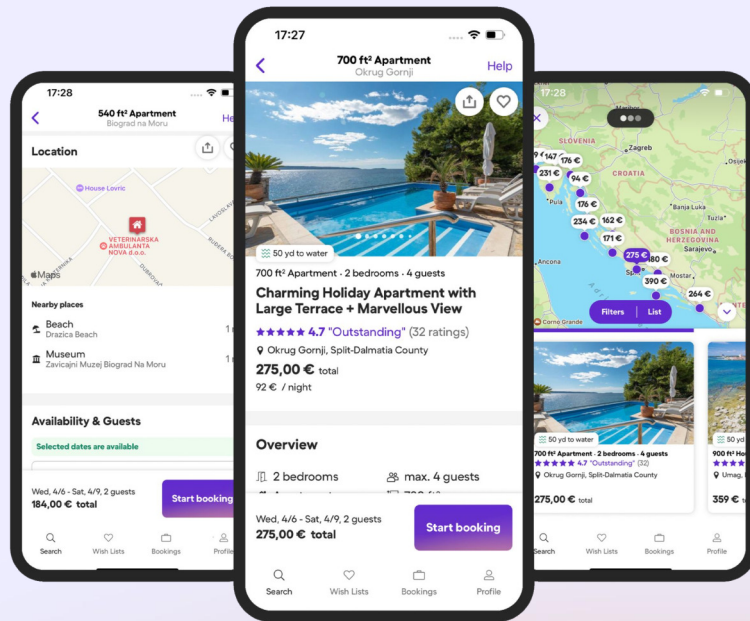 17:28
540 ft² Apartment
Biograd na Moru
Location
House Lovric
VETERINARSKA
AMBULANTA
NOVA d.o.o.
Maps
Nearby places
Beach
Drazica Beach
Museum
Zavicajni Muzej Biograd Na Moru
Availability & Guests
Selected dates are available
Wed, 4/6 - Sat, 4/9, 2 guests
184,00 € total
Start booking
Search
Wish Lists
Bookings
Profile
17:27
700 ft² Apartment
Okrug Gornji
Help
50 yd to water
700 ft² Apartment · 2 bedrooms · 4 guests
Charming Holiday Apartment with
Large Terrace + Marvellous View
4.7 "Outstanding" (32 ratings)
Okrug Gornji, Split-Dalmatia County
275,00 € total
92 € / night
Overview
2 bedrooms
max. 4 guests
Wed, 4/6 - Sat, 4/9, 2 guests
275,00 € total
Start booking
Search
Wish Lists
Bookings
Profile
17:28
SLOVENIA
Zagreb
CROATIA
147
176 €
231 €
94 €
Pula
176 €
234 €
162 €
171 €
Banja Luka
Tuzla
BOSNIA AND
HERZEGOVINA
Sarajevo
Ancona
275 €
180 €
Mostar
390 €
264 €
Filters
List
Corno Grande
50 yd to water
700 ft² Apartment · 2 bedrooms · 4 guests
4.7 "Outstanding" (32)
Okrug Gornji, Split-Dalmatia County
275,00 € total
50 yd
Umag,
359 €
Search
Wish Lists
Bookings
Profile